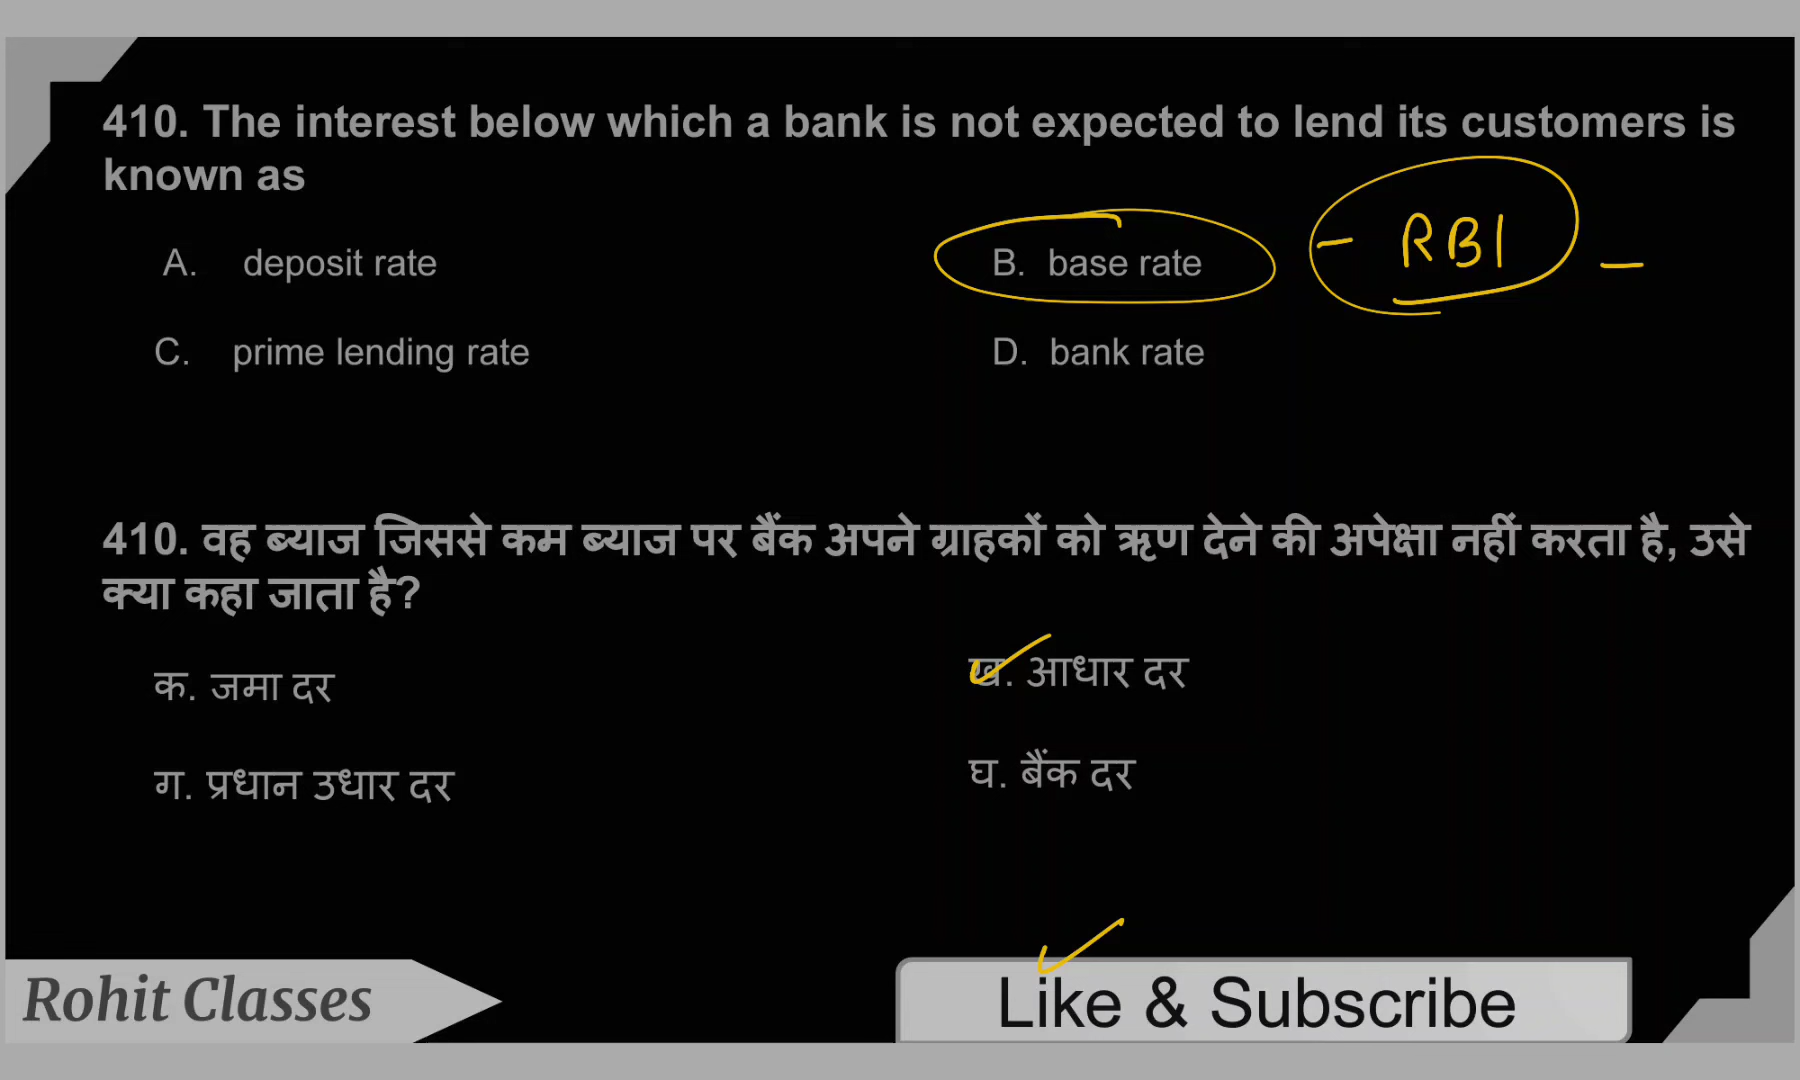 410. The interest below which a bank is not expected to lend its customers is
known as
A. deposit rate
B. base rate
- RBI -
C. prime lending rate
D. bank rate
410. वह ब्याज जिससे कम ब्याज पर बैंक अपने ग्राहकों को ऋण देने की अपेक्षा नहीं करता है, उसे
क्या कहा जाता है?
क. जमा दर
ख. आधार दर
ग. प्रधान उधार दर
घ. बैंक दर
Rohit Classes
Like & Subscribe